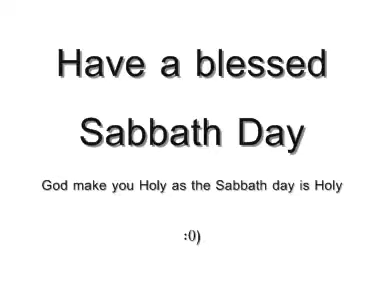 Have a blessed
Sabbath Day
God make you Holy as the Sabbath day is Holy
:0)